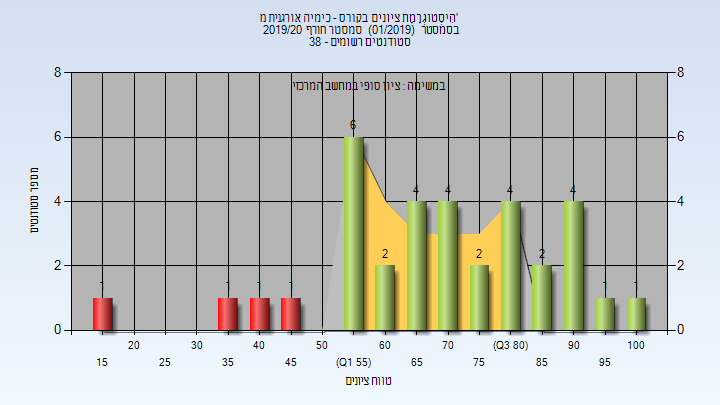 היסטוגרמת ציונים בקורס - כימיה אורגנית מ'
בסמסטר (01/2019) סמסטר חורף 2019/20
סטודנטים רשומים - 38
במשימה : ציון סופי במחשב המרכזי
מספר סטודנטים
8 8
6 6
4 4
2 2
0 0
1 1 1 1 6 2 4 4 2 4 2 4 1 1
20 30 40 50 60 70 (Q3 80) 90 100
15 25 35 45 (Q1 55) 65 75 85 95
טווח ציונים